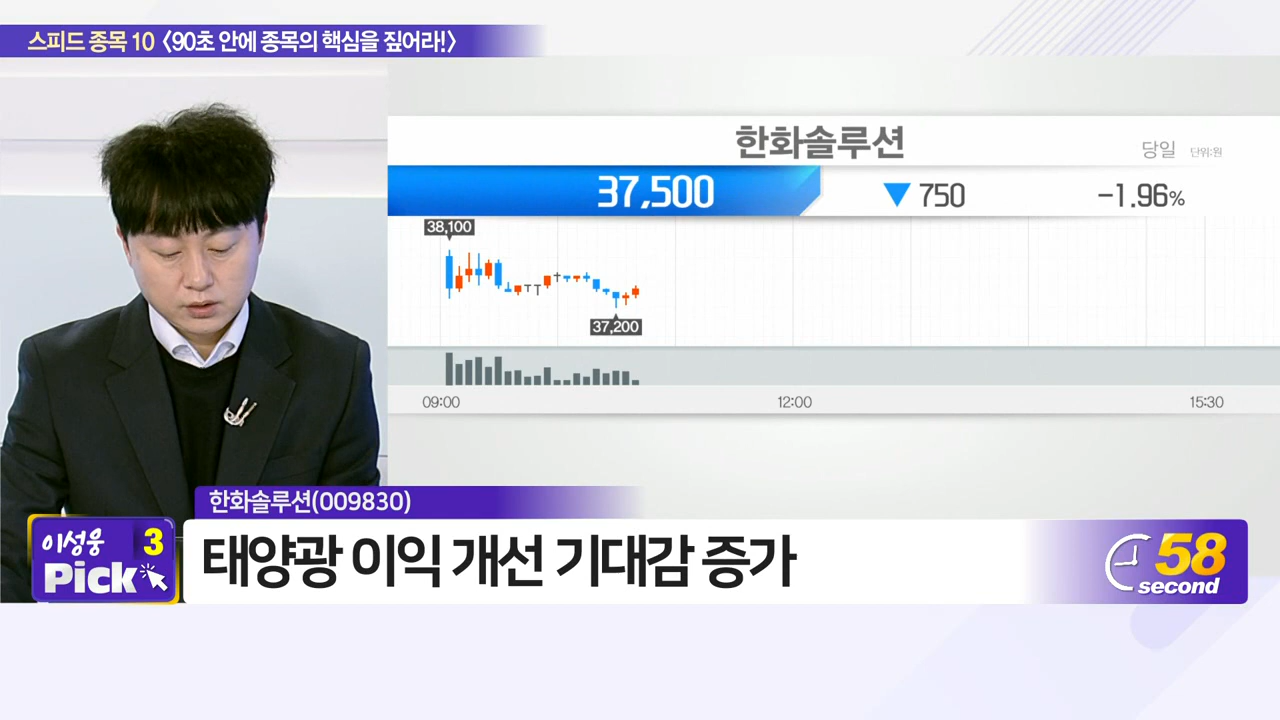 스피드 종목 10 <90초 안에 종목의 핵심을 짚어라!>
한화솔루션
당일 단위:원
37,500 ▼ 750 -1.96%
38,100
37,200
09:00 12:00 15:30
한화솔루션(009830)
이성웅 3
Pick
태양광 이익 개선 기대감 증가
58
second